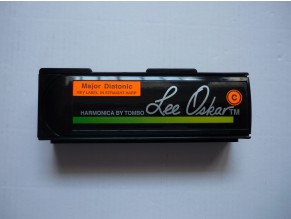 Major Diatonic
HARMONICA BY TOMBO
Lee Oskar TM
C